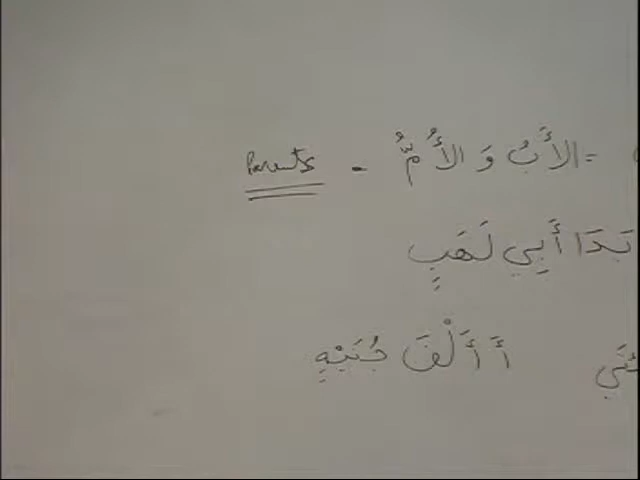 = الأَبُ وَ الأُمُّ - Parents
يَدَا أَبِي لَهَبٍ
أَ أَلْفَ جُنَيْهٍ